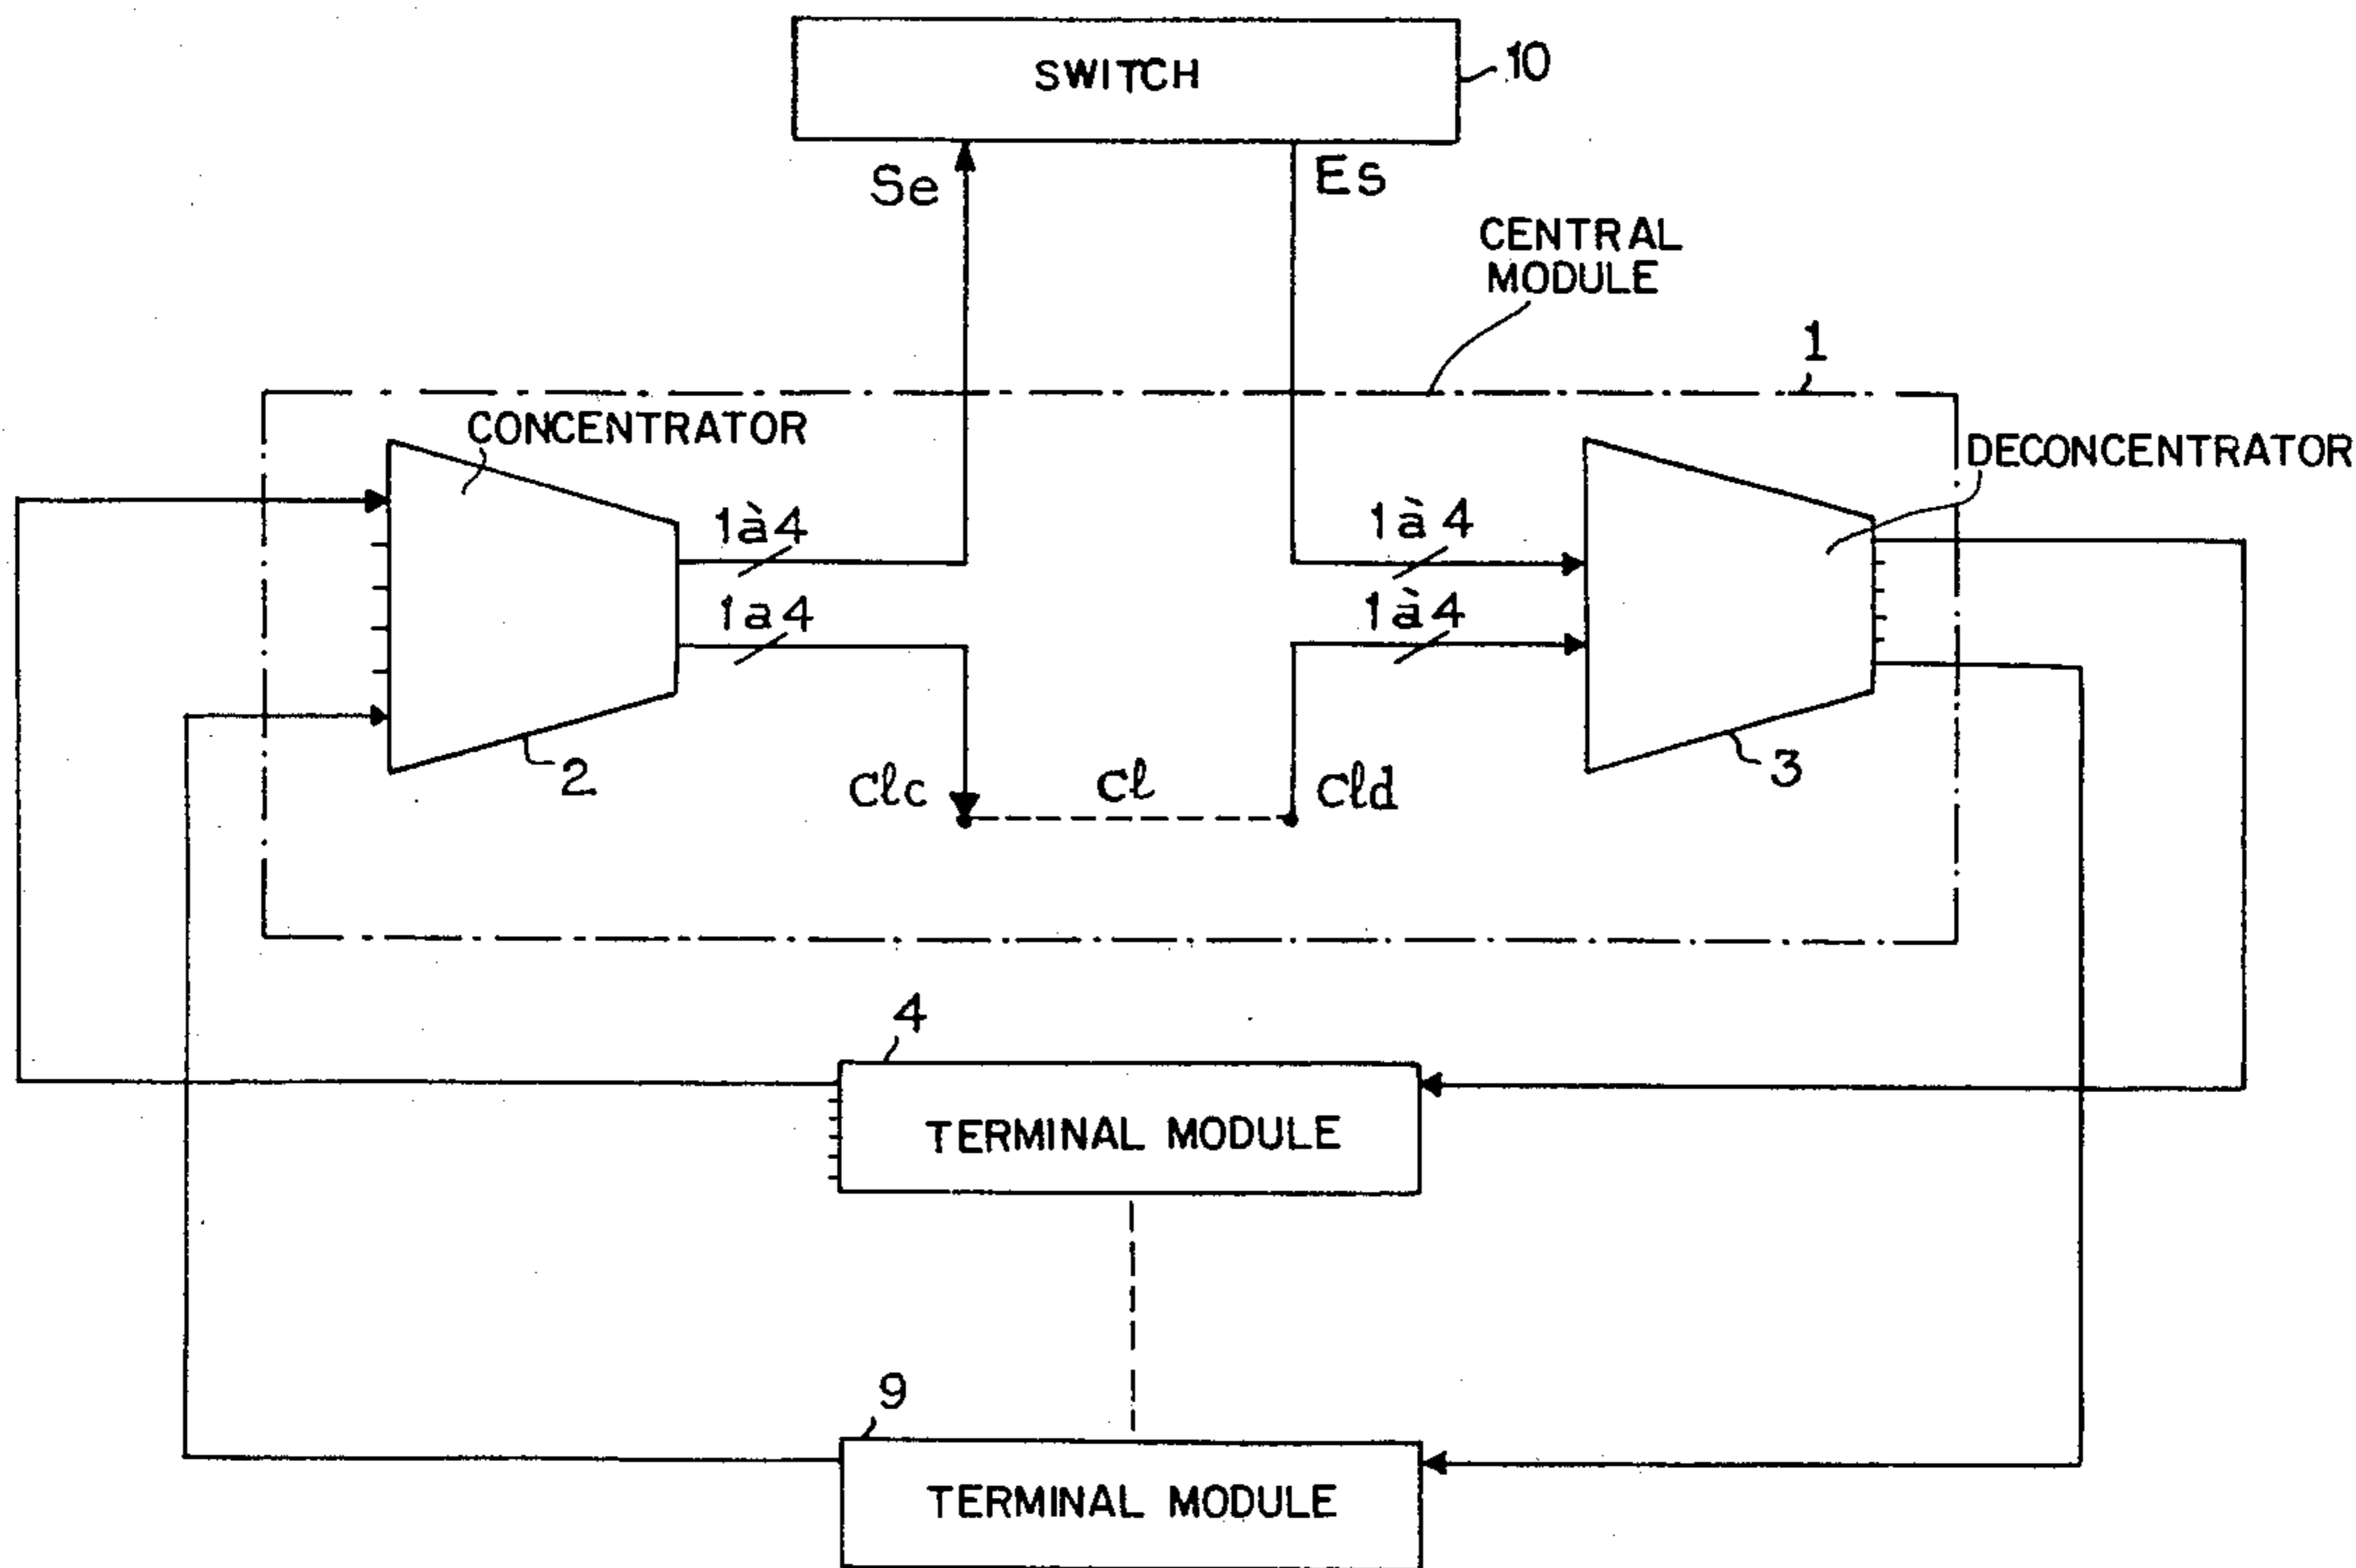 SWITCH
10
Se
Es
CENTRAL
MODULE
1
CONCENTRATOR
DECONCENTRATOR
1à4
1à4
1a4
1à4
2
3
Clc
Cl
Cld
4
TERMINAL MODULE
9
TERMINAL MODULE